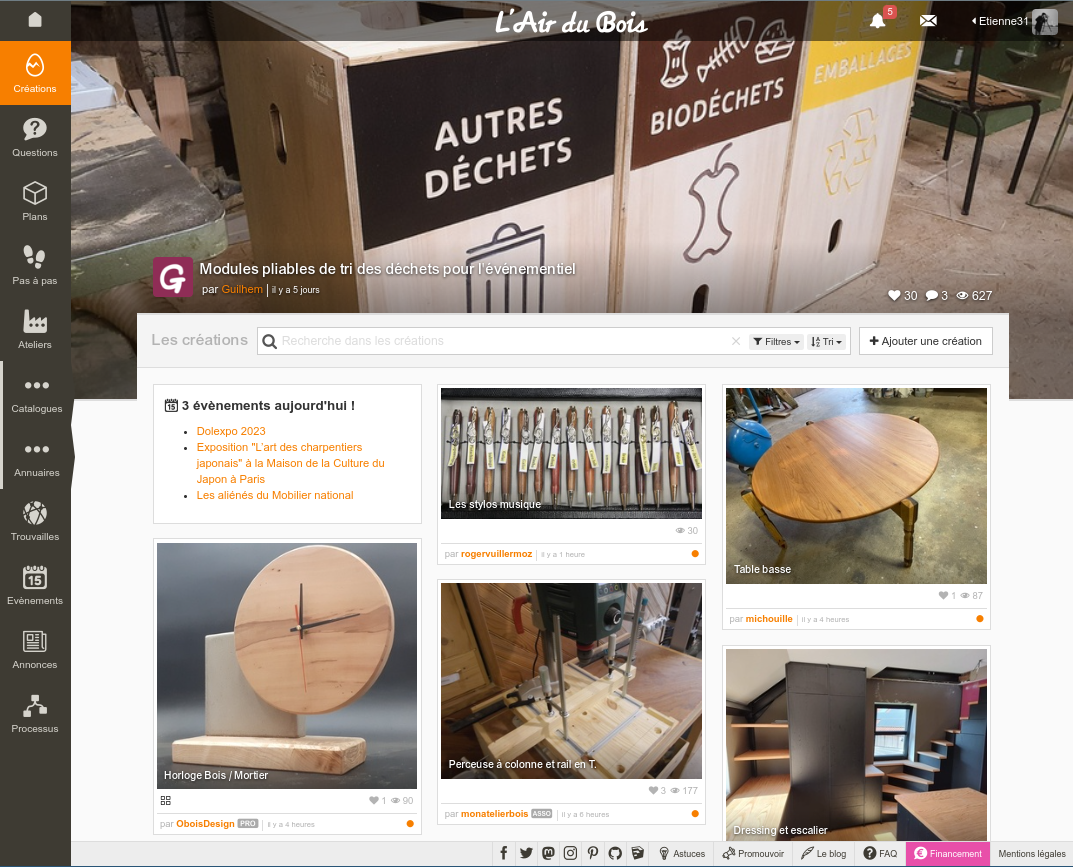 L'Air du Bois
5
Etienne31
Créations
Questions
Plans
Pas à pas
Ateliers
Catalogues
Annuaires
Trouvailles
15
Evènements
Annonces
Processus
AUTRES
DÉCHETS
BIODÉCHETS
EMBALLAGES
G
Modules pliables de tri des déchets pour l'événementiel
par Guilhem | il y a 5 jours
30 3 627
Les créations
Recherche dans les créations
Filtres
Tri
Ajouter une création
15 3 évènements aujourd'hui !
Dolexpo 2023
Exposition "L'art des charpentiers
japonais" à la Maison de la Culture du
Japon à Paris
Les aliénés du Mobilier national
Horloge Bois / Mortier
1 90
par OboisDesign PRO | il y a 4 heures
Les stylos musique
30
par rogervuillermoz | il y a 1 heure
Perceuse à colonne et rail en T.
3 177
par monatelierbois ASSO | il y a 6 heures
Table basse
1 87
par michouille | il y a 4 heures
Dressing et escalier
Astuces
Promouvoir
Le blog
FAQ
Financement
Mentions légales